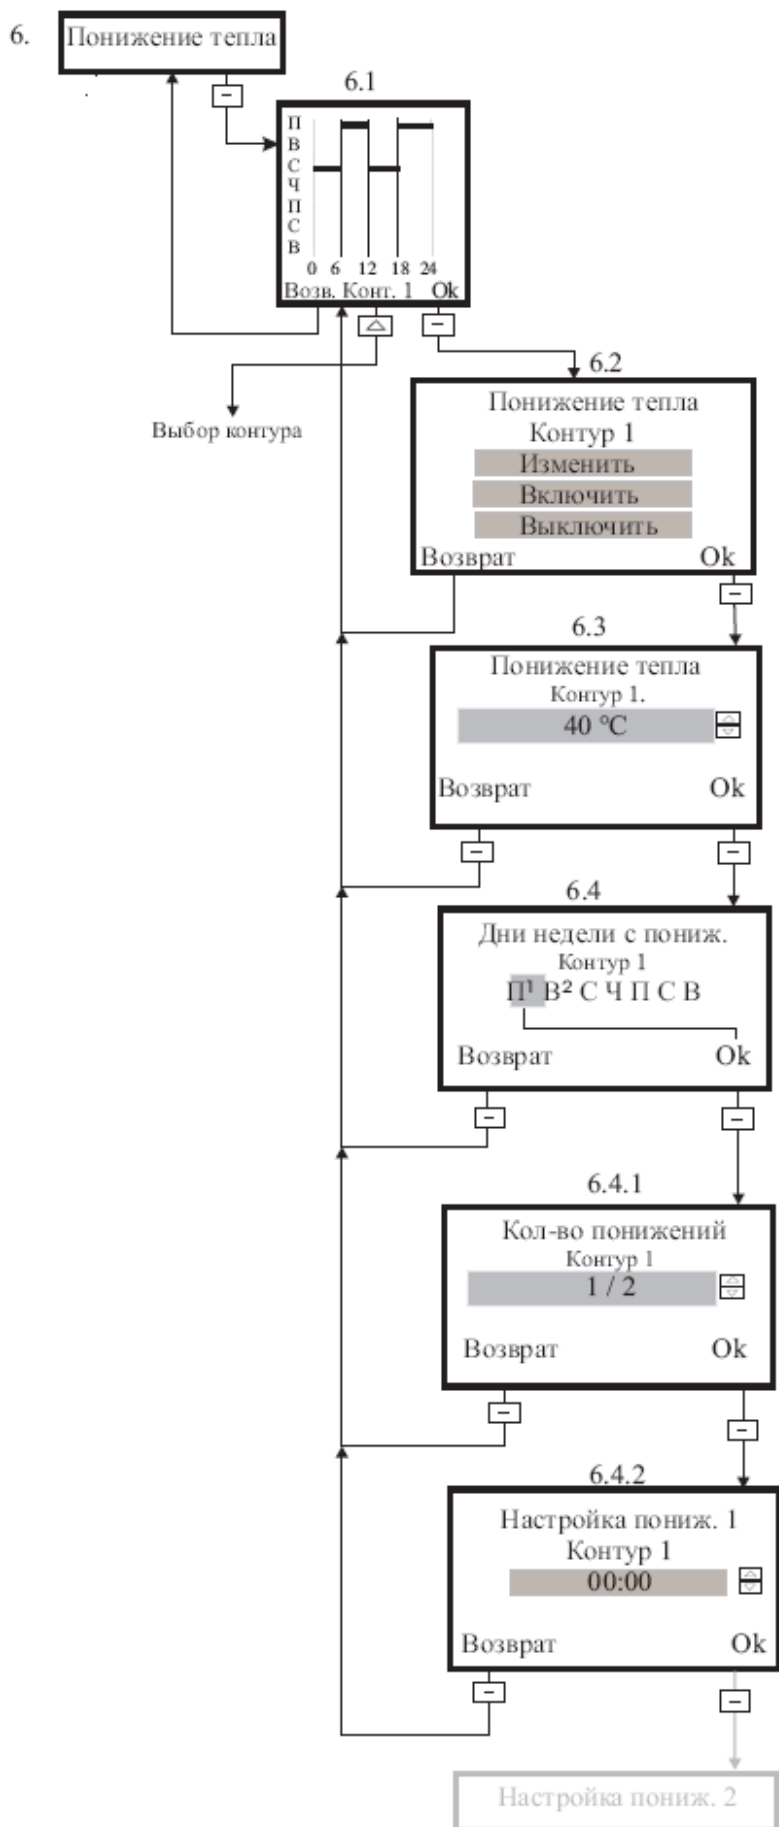 6.
Понижение тепла
6.1
П
В
С
Ч
П
С
В
0 6 12 18 24
Возв. Конт. 1 Ok
Выбор контура
6.2
Понижение тепла
Контур 1
Изменить
Включить
Выключить
Возврат Ok
6.3
Понижение тепла
Контур 1.
40 °C
Возврат Ok
6.4
Дни недели с пониж.
Контур 1
П¹ В² С Ч П С В
Возврат Ok
6.4.1
Кол-во понижений
Контур 1
1 / 2
Возврат Ok
6.4.2
Настройка пониж. 1
Контур 1
00:00
Возврат Ok
Настройка пониж. 2